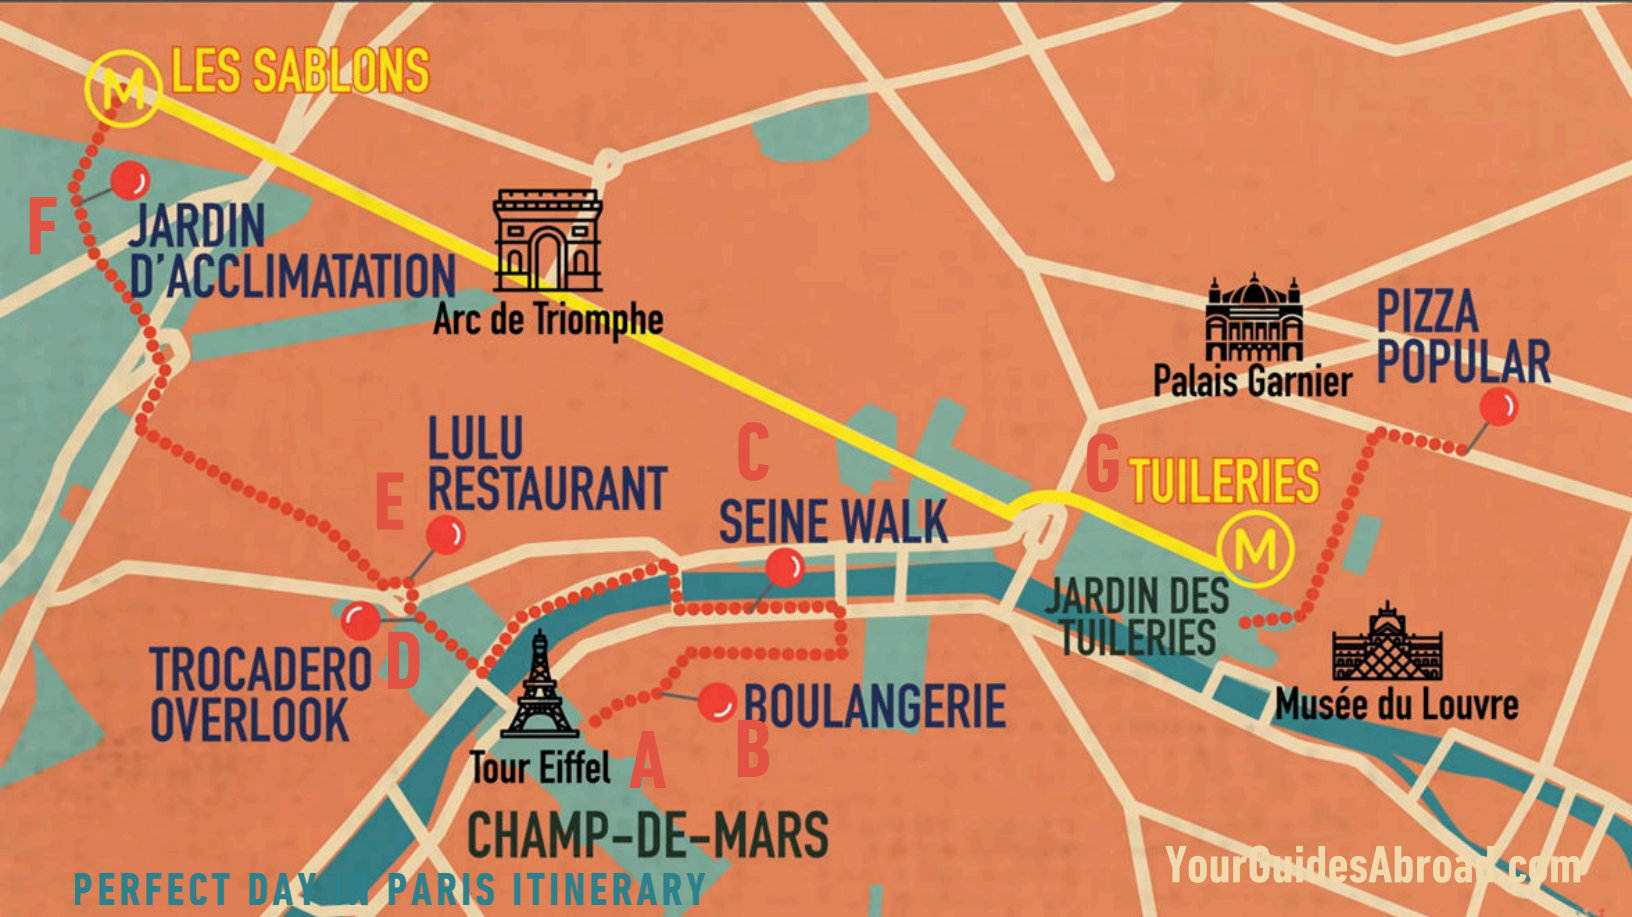 M LES SABLONS
F
JARDIN
D'ACCLIMATATION
Arc de Triomphe
Palais Garnier
PIZZA
POPULAR
E
LULU
RESTAURANT
C
SEINE WALK
G TUILERIES
M
JARDIN DES
TUILERIES
TROCADERO D
OVERLOOK
Musée du Louvre
BOULANGERIE
A
B
Tour Eiffel
CHAMP-DE-MARS
YourGuidesAbroad.com
PERFECT DAY IN PARIS ITINERARY